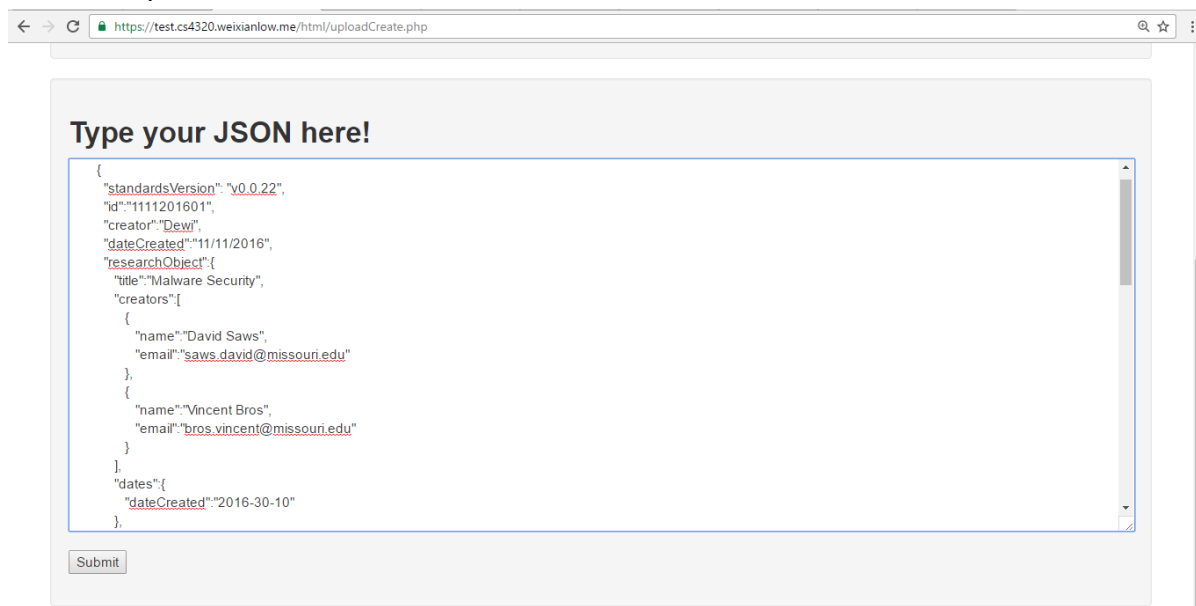 https://test.cs4320.weixianlow.me/html/uploadCreate.php
Type your JSON here!
{
"standardsVersion": "v0.0.22",
"id":"1111201601",
"creator":"Dewi",
"dateCreated":"11/11/2016",
"researchObject":{
"title":"Malware Security",
"creators":[
{
"name":"David Saws",
"email":"saws.david@missouri.edu"
},
{
"name":"Vincent Bros",
"email":"bros.vincent@missouri.edu"
}
],
"dates":{
"dateCreated":"2016-30-10"
},
Submit